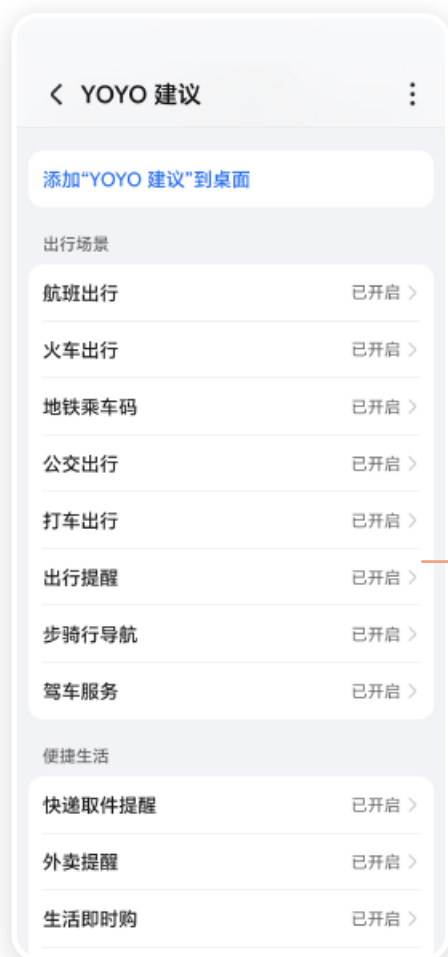 YOYO 建议
添加“YOYO 建议”到桌面
出行场景
航班出行 已开启
火车出行 已开启
地铁乘车码 已开启
公交出行 已开启
打车出行 已开启
出行提醒 已开启
步骑行导航 已开启
驾车服务 已开启
便捷生活
快递取件提醒 已开启
外卖提醒 已开启
生活即时购 已开启